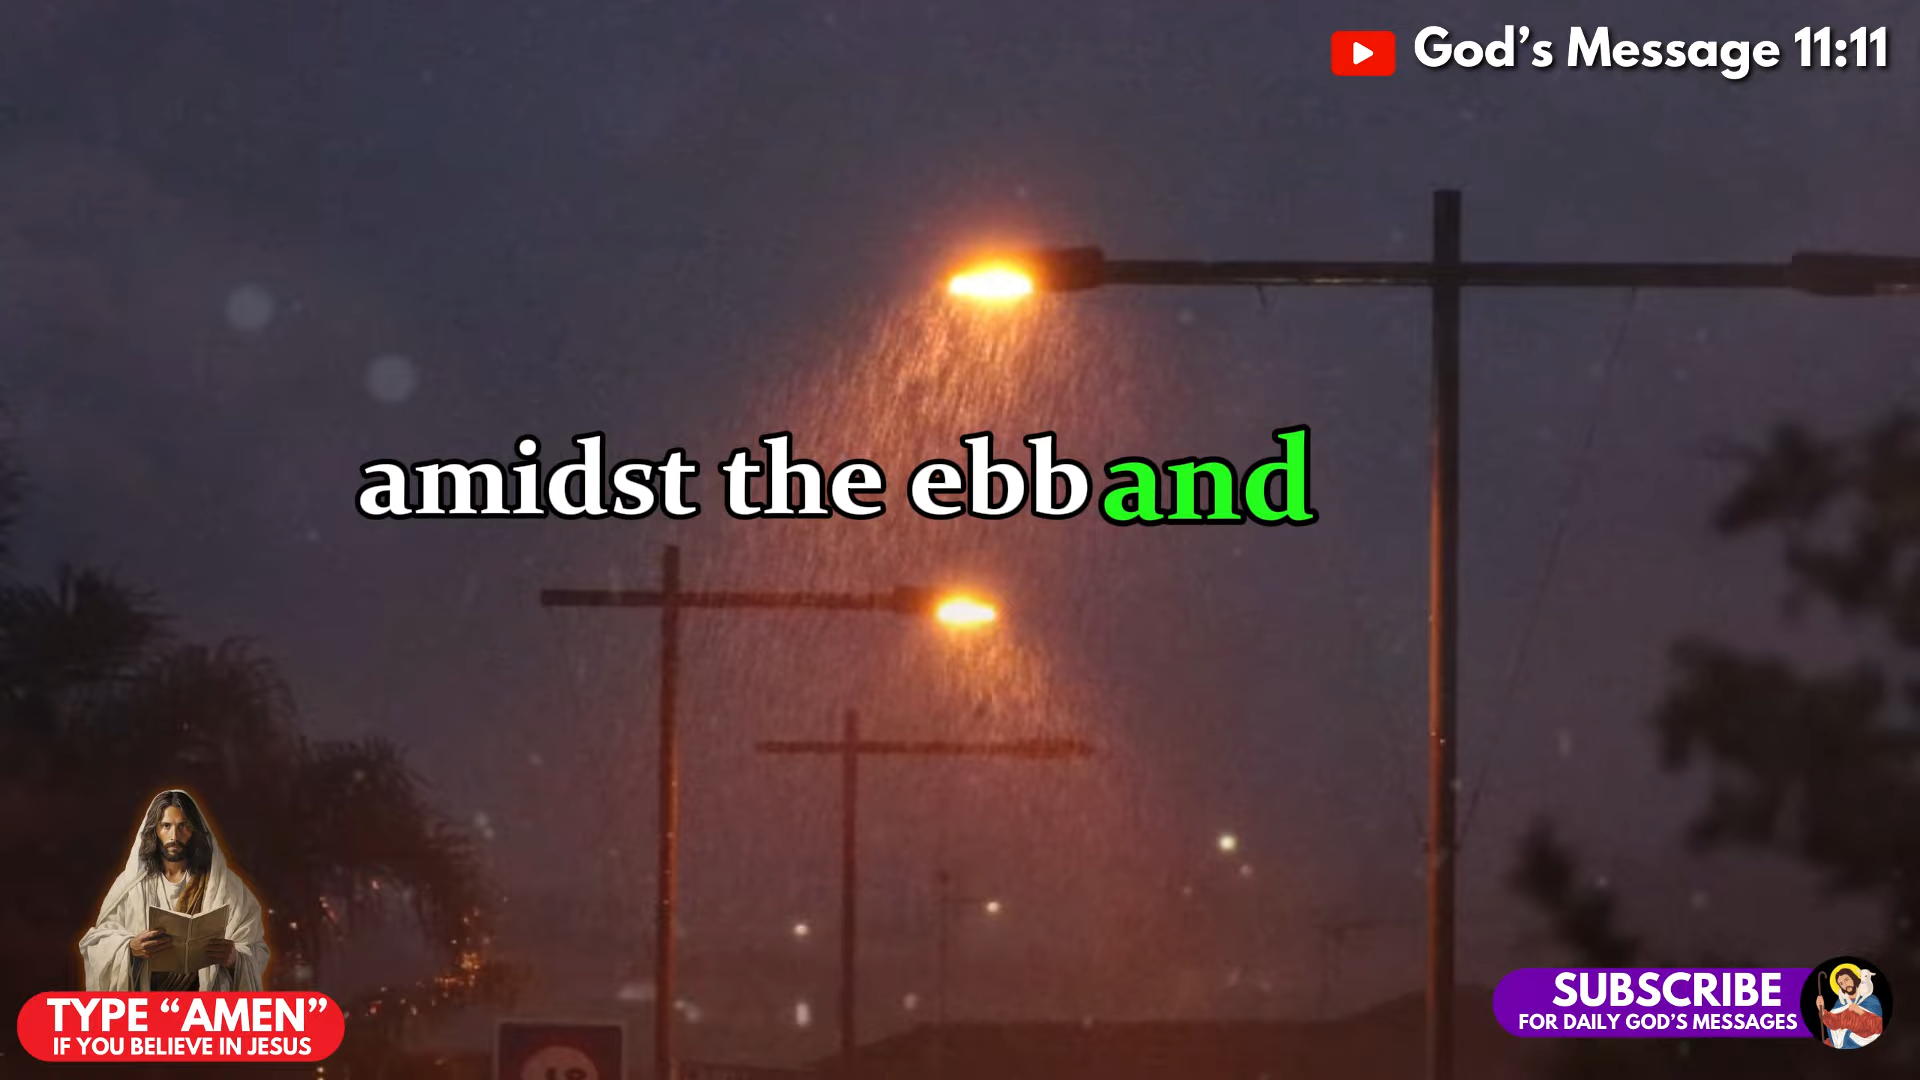 God’s Message 11:11
amidst the ebb and
TYPE “AMEN”
IF YOU BELIEVE IN JESUS
SUBSCRIBE
FOR DAILY GOD’S MESSAGES